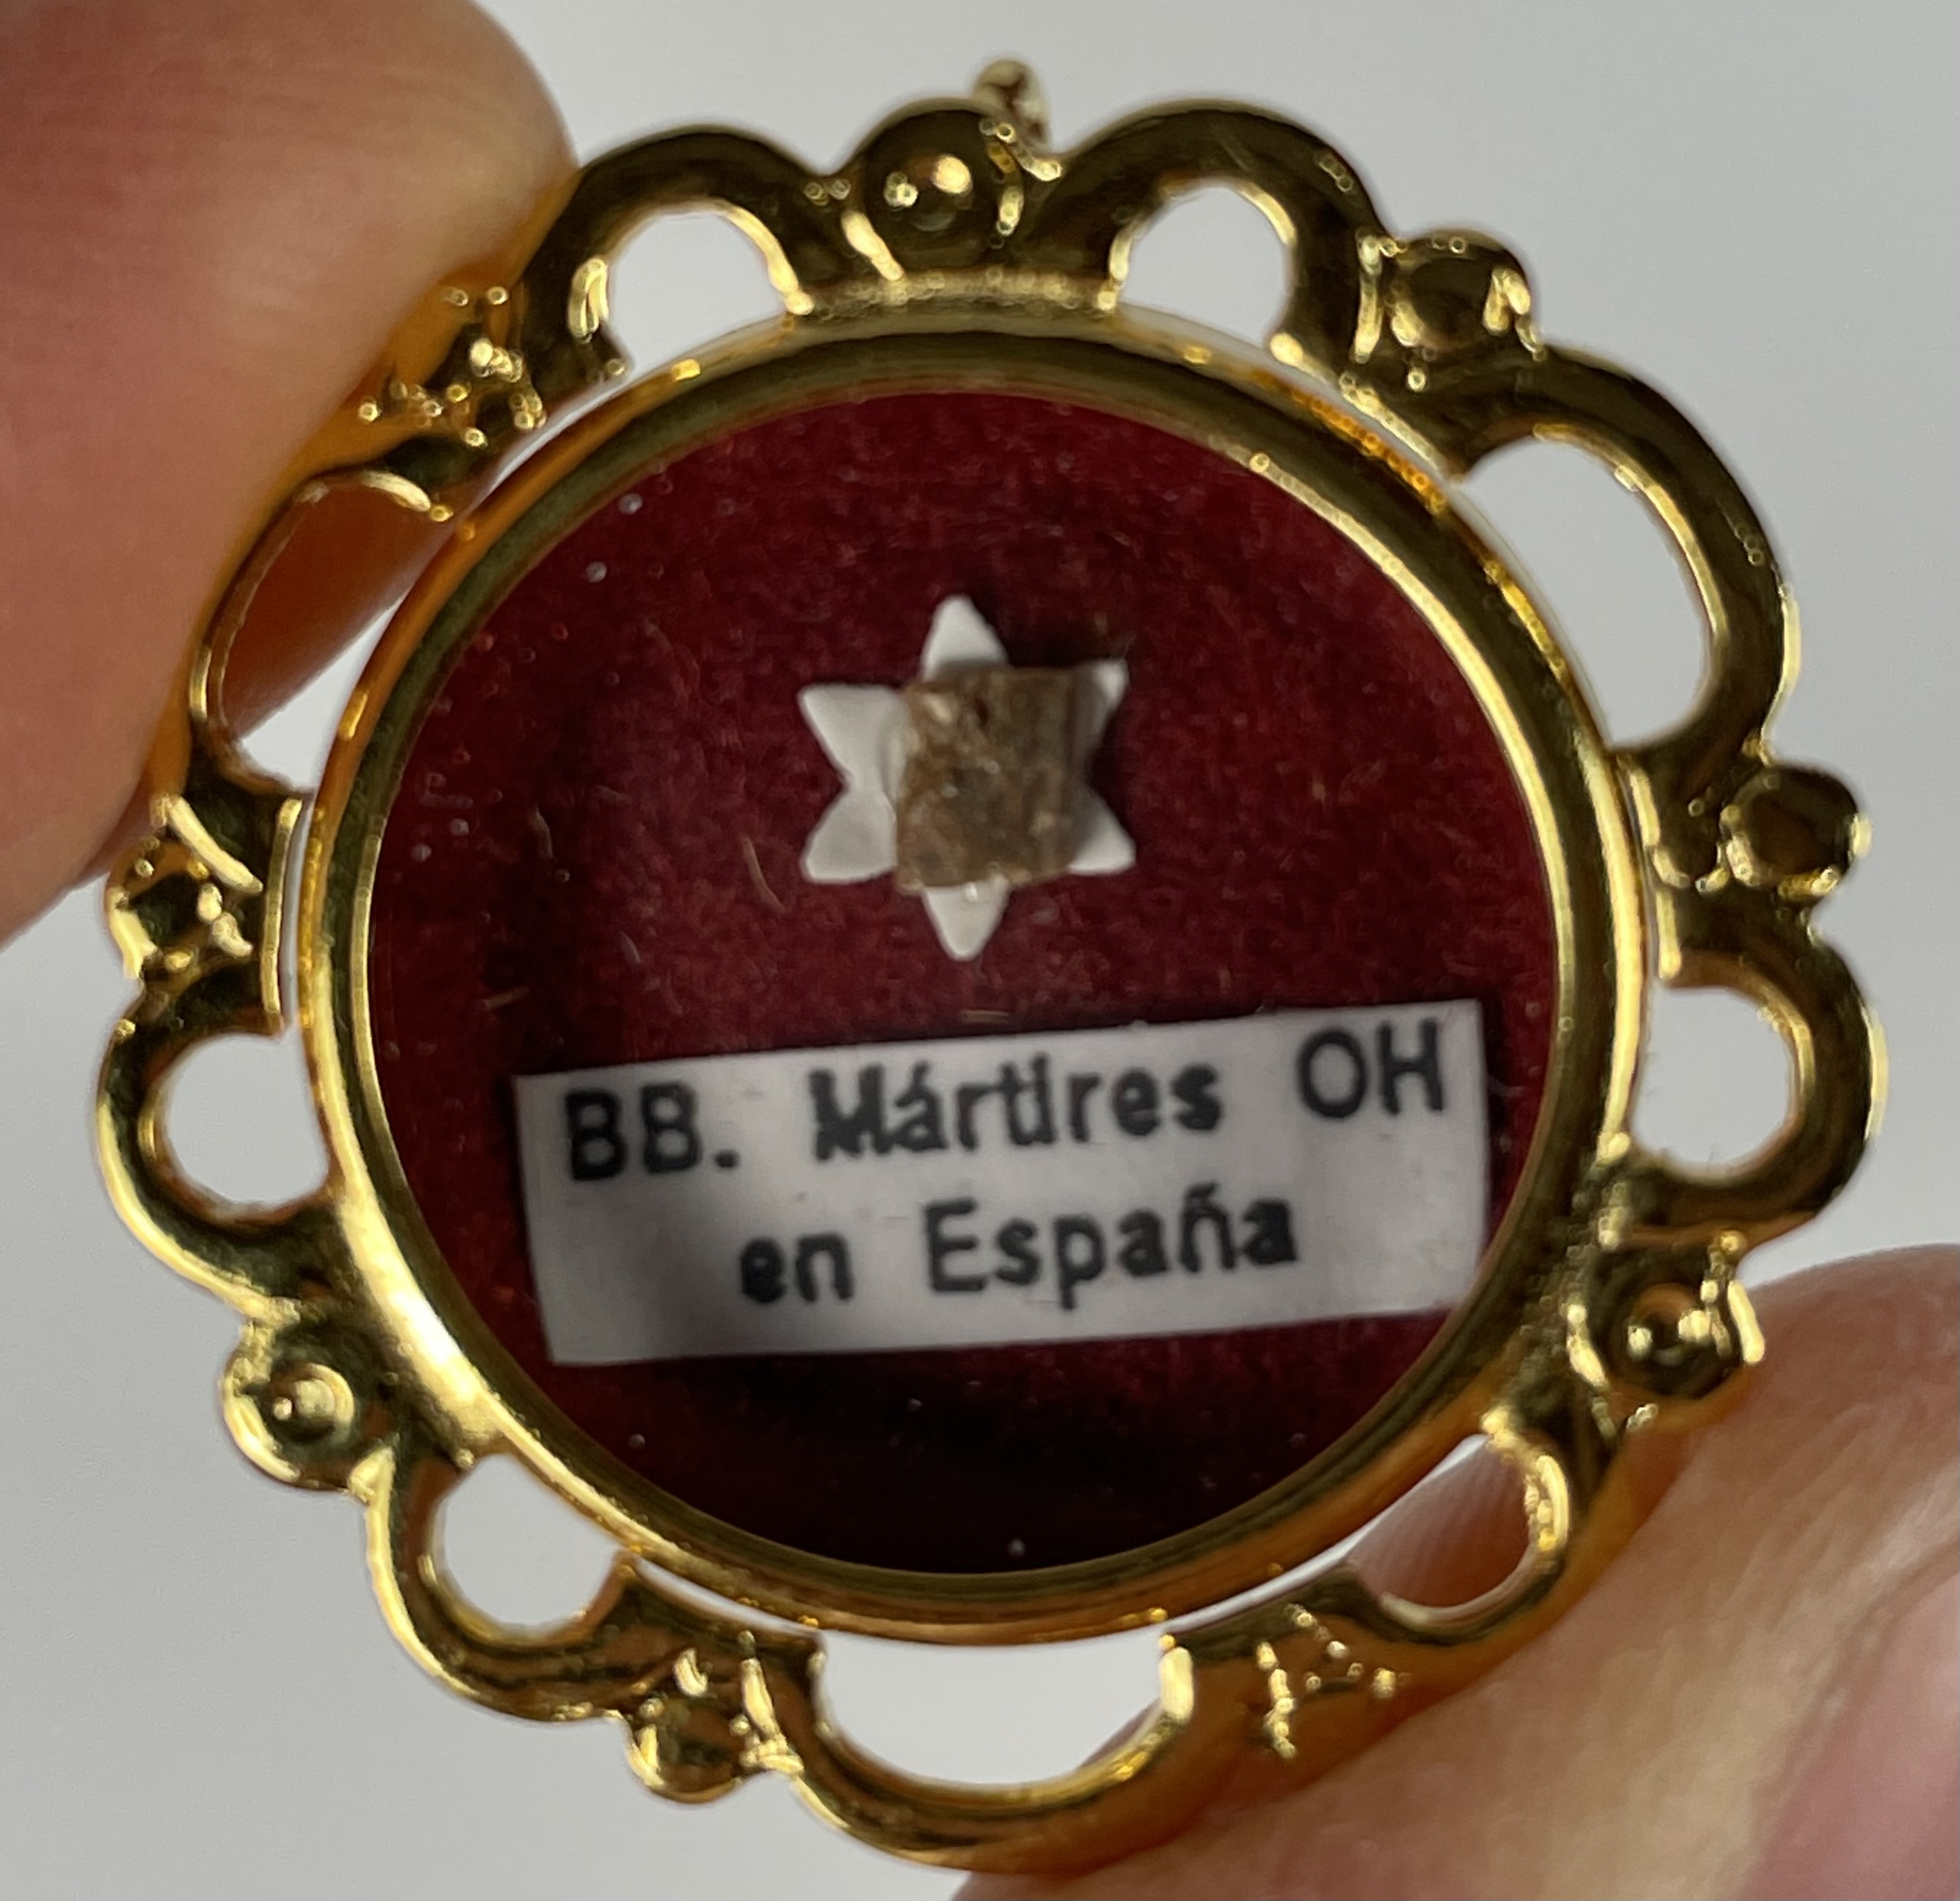 BB. Mártires OH
en España